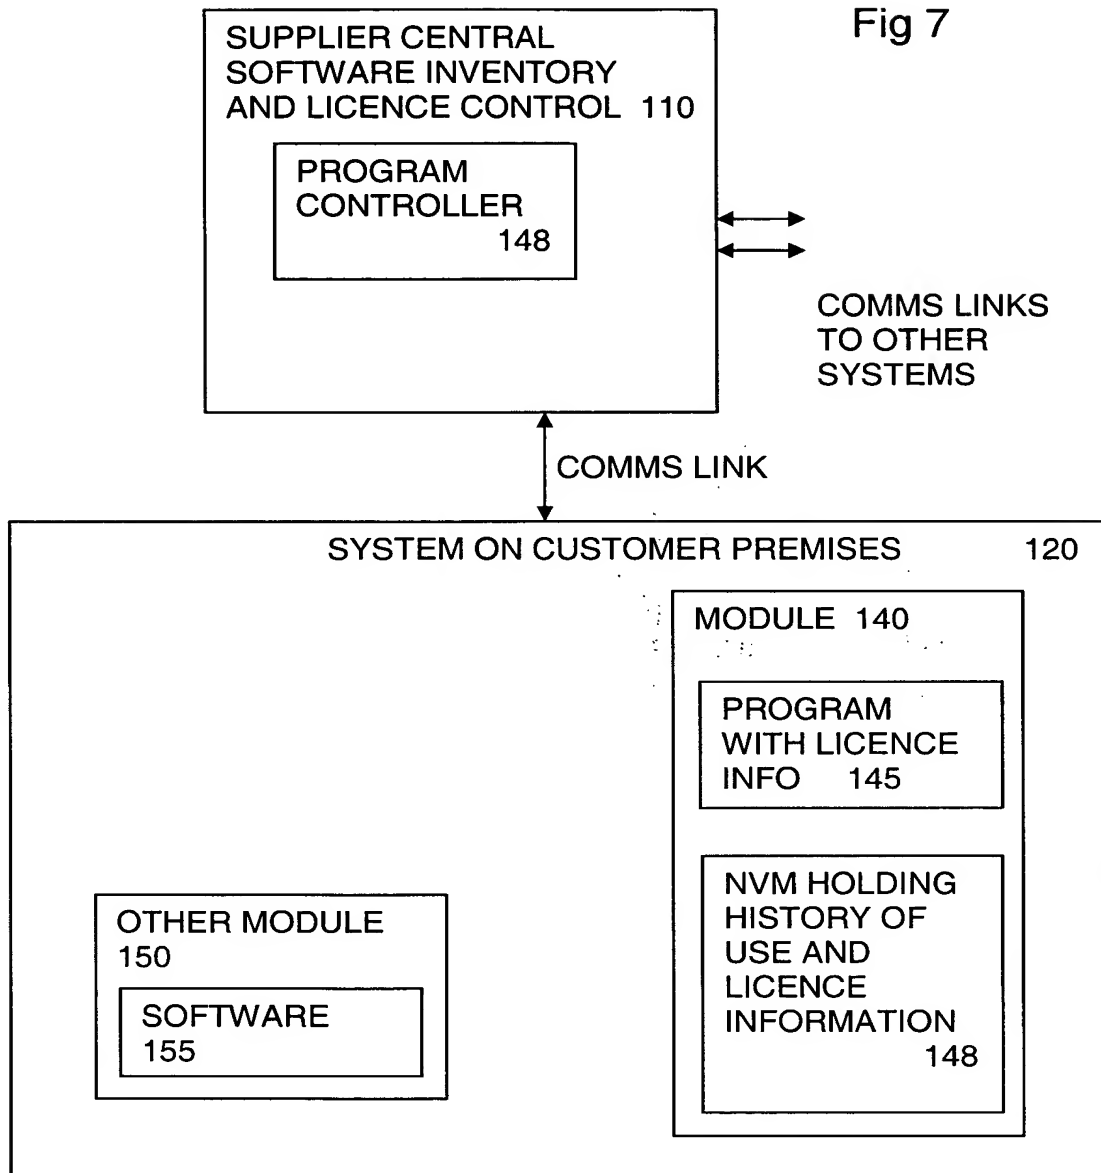 Fig 7
SUPPLIER CENTRAL
SOFTWARE INVENTORY
AND LICENCE CONTROL 110
PROGRAM
CONTROLLER
148
COMMS LINKS
TO OTHER
SYSTEMS
COMMS LINK
SYSTEM ON CUSTOMER PREMISES 120
MODULE 140
PROGRAM
WITH LICENCE
INFO 145
NVM HOLDING
HISTORY OF
USE AND
LICENCE
INFORMATION
148
OTHER MODULE
150
SOFTWARE
155